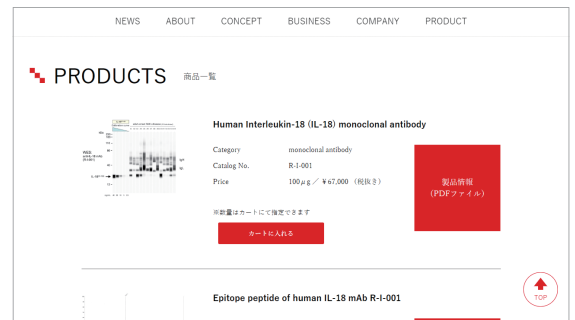 NEWS ABOUT CONCEPT BUSINESS COMPANY PRODUCT
PRODUCTS 商品一覧
Human Interleukin-18 (IL-18) monoclonal antibody
Category monoclonal antibody
Catalog No. R-I-001
Price 100μg／ ¥67,000 （税抜き）
製品情報
（PDFファイル）
※数量はカートにて指定できます
カートに入れる
Epitope peptide of human IL-18 mAb R-I-001
TOP